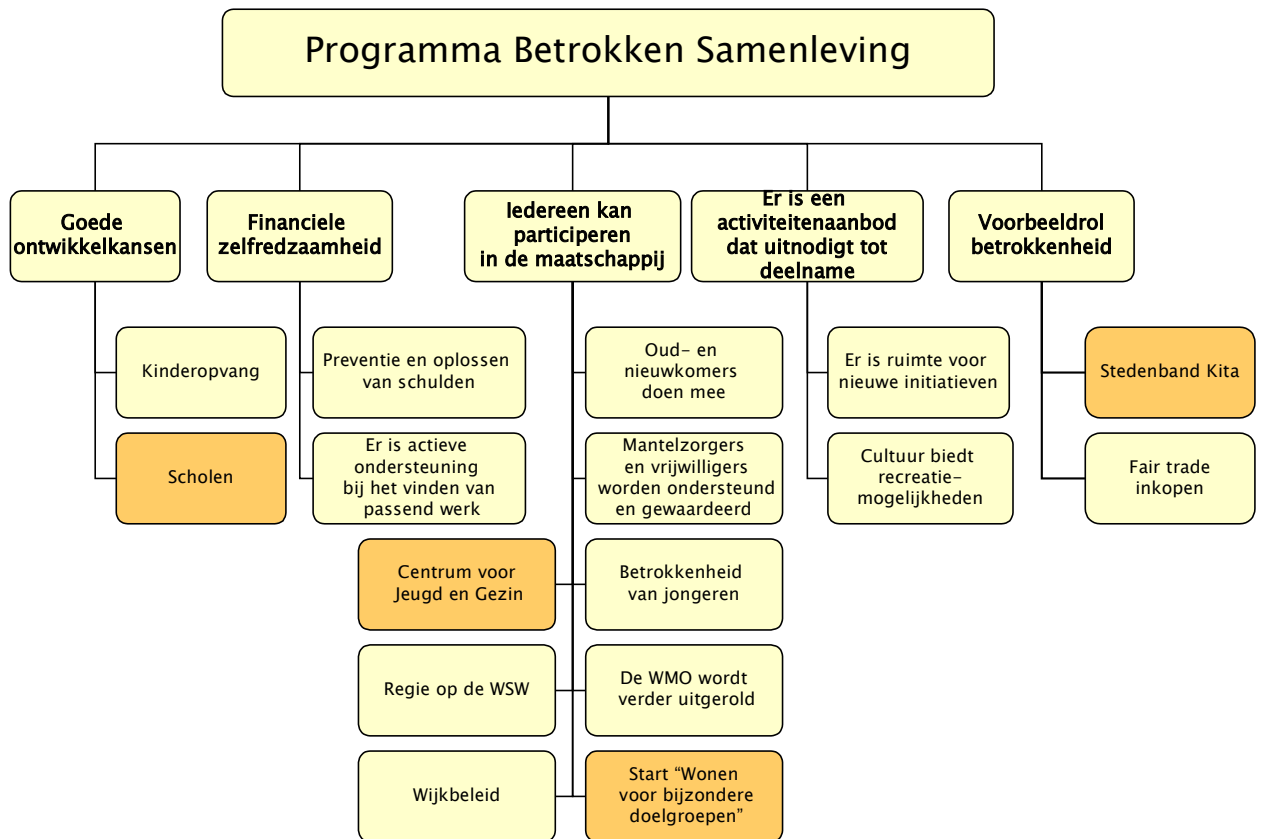 Programma Betrokken Samenleving
Goede
ontwikkelkansen
Financiele
zelfredzaamheid
Iedereen kan
participeren
in de maatschappij
Er is een
activiteitenaanbod
dat uitnodigt tot
deelname
Voorbeeldrol
betrokkenheid
Kinderopvang
Preventie en oplossen
van schulden
Oud- en
nieuwkomers
doen mee
Er is ruimte voor
nieuwe initiatieven
Stedenband Kita
Scholen
Er is actieve
ondersteuning
bij het vinden van
passend werk
Mantelzorgers
en vrijwilligers
worden ondersteund
en gewaardeerd
Cultuur biedt
recreatie-
mogelijkheden
Fair trade
inkopen
Centrum voor
Jeugd en Gezin
Betrokkenheid
van jongeren
Regie op de WSW
De WMO wordt
verder uitgerold
Wijkbeleid
Start “Wonen
voor bijzondere
doelgroepen”